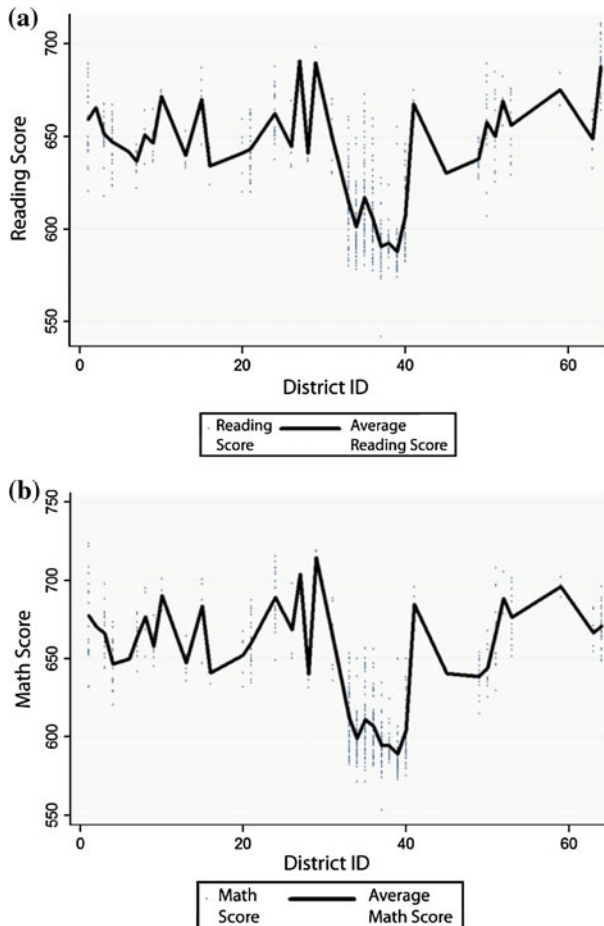 (a)
700
650
600
550
Reading Score
0
20
40
60
District ID
Reading Score
Average Reading Score
(b)
750
700
650
600
550
Math Score
0
20
40
60
District ID
Math Score
Average Math Score